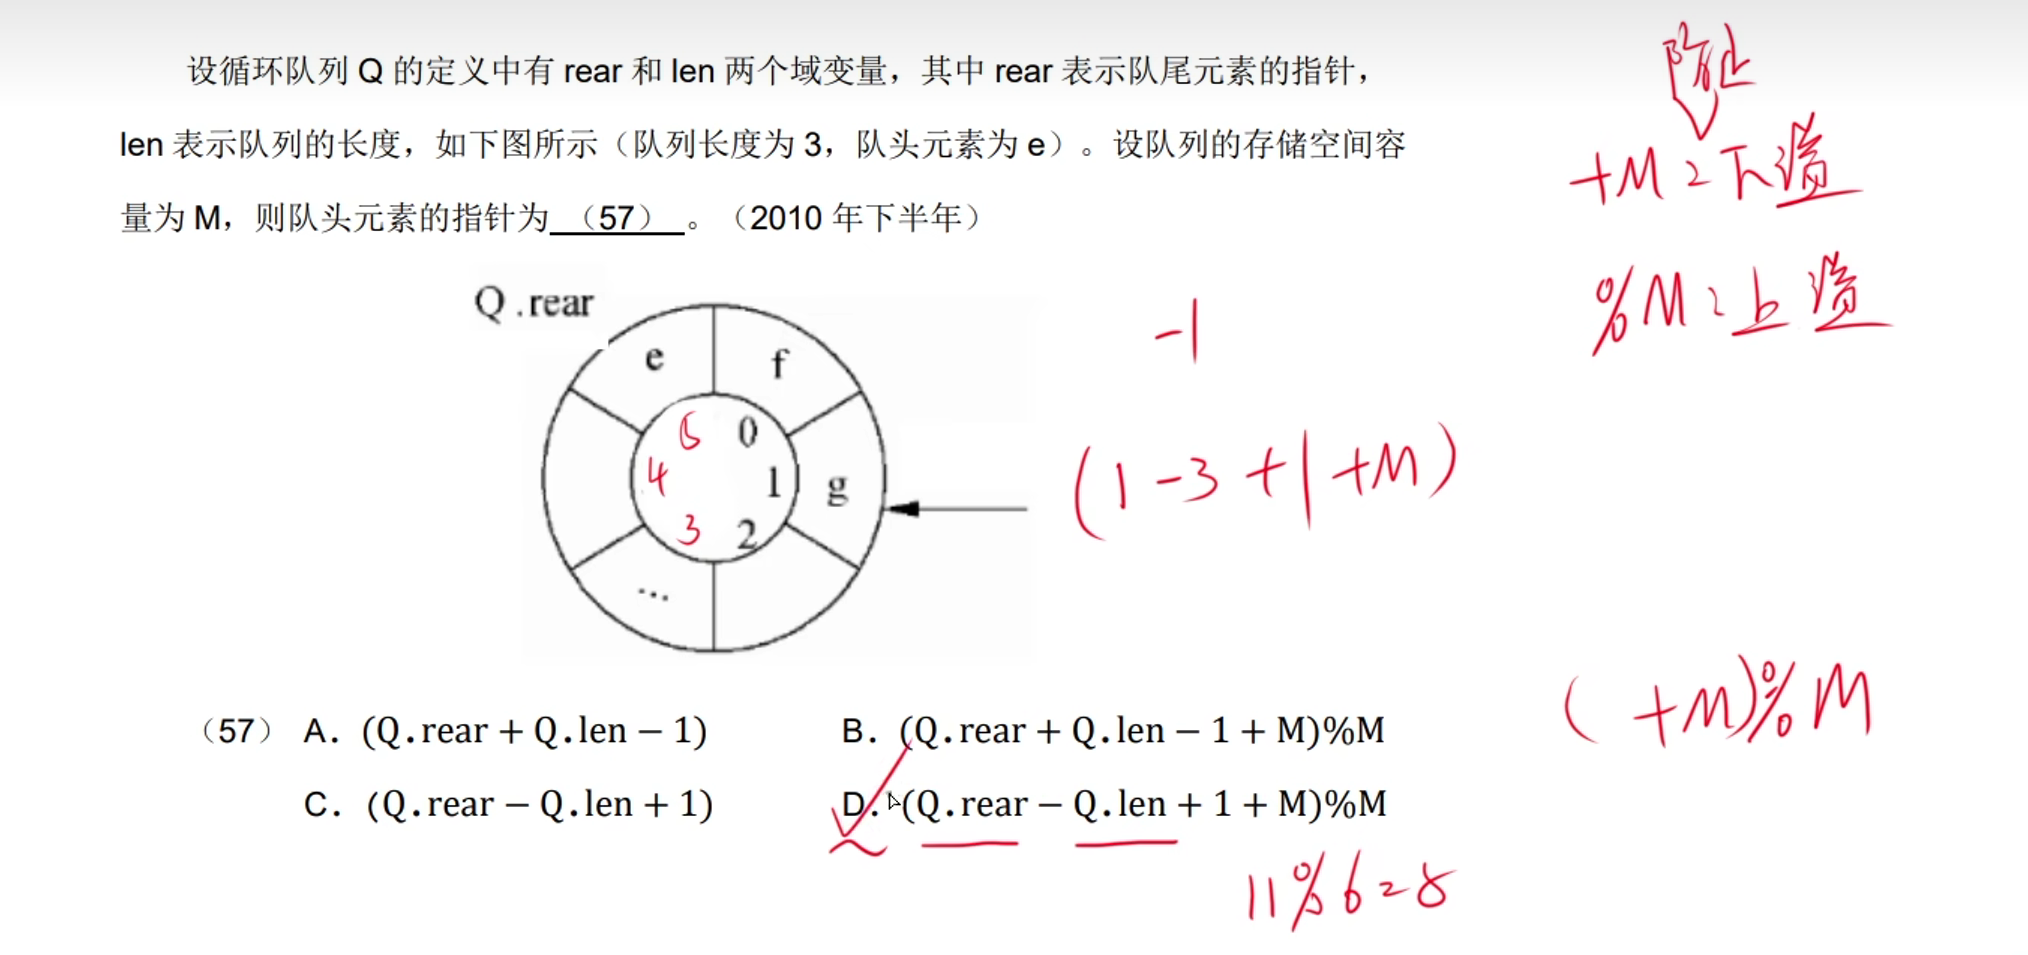 设循环队列 Q 的定义中有 rear 和 len 两个域变量，其中 rear 表示队尾元素的指针，
len 表示队列的长度，如下图所示（队列长度为 3，队头元素为 e）。设队列的存储空间容
量为 M，则队头元素的指针为 （57） 。（2010 年下半年）
防止
+M：下溢
%M：上溢
Q.rear
e f
5 0
4 1 g
3 2
...
-1
(1-3+1+M)
( +M)%M
（57） A. (Q.rear + Q.len − 1) B. (Q.rear + Q.len − 1 + M)%M
C. (Q.rear − Q.len + 1) D. (Q.rear − Q.len + 1 + M)%M
11%6=5